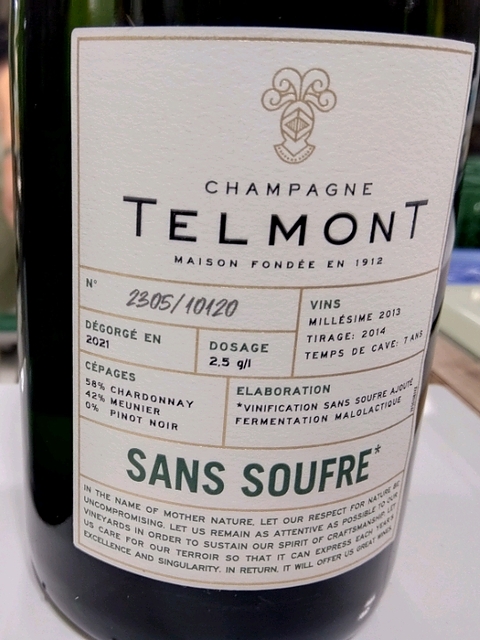 CHAMPAGNE
TELMONT
MAISON FONDÉE EN 1912
N° 2305/10120
DÉGORGÉ EN
2021
DOSAGE
2,5 g/l
VINS
MILLÉSIME 2013
TIRAGE: 2014
TEMPS DE CAVE: 7 ANS
CÉPAGES
58% CHARDONNAY
42% MEUNIER
0% PINOT NOIR
ELABORATION
*VINIFICATION SANS SOUFRE AJOUTÉ
FERMENTATION MALOLACTIQUE
SANS SOUFRE*
IN THE NAME OF MOTHER NATURE, LET OUR RESPECT FOR NATURE BE
UNCOMPROMISING. LET US REMAIN AS ATTENTIVE AS POSSIBLE TO OUR
VINEYARDS IN ORDER TO SUSTAIN OUR SPIRIT OF CRAFTSMANSHIP. LET
US CARE FOR OUR TERROIR SO THAT IT CAN EXPRESS EACH YEAR'S
EXCELLENCE AND SINGULARITY. IN RETURN, IT WILL OFFER US GREAT WINES.